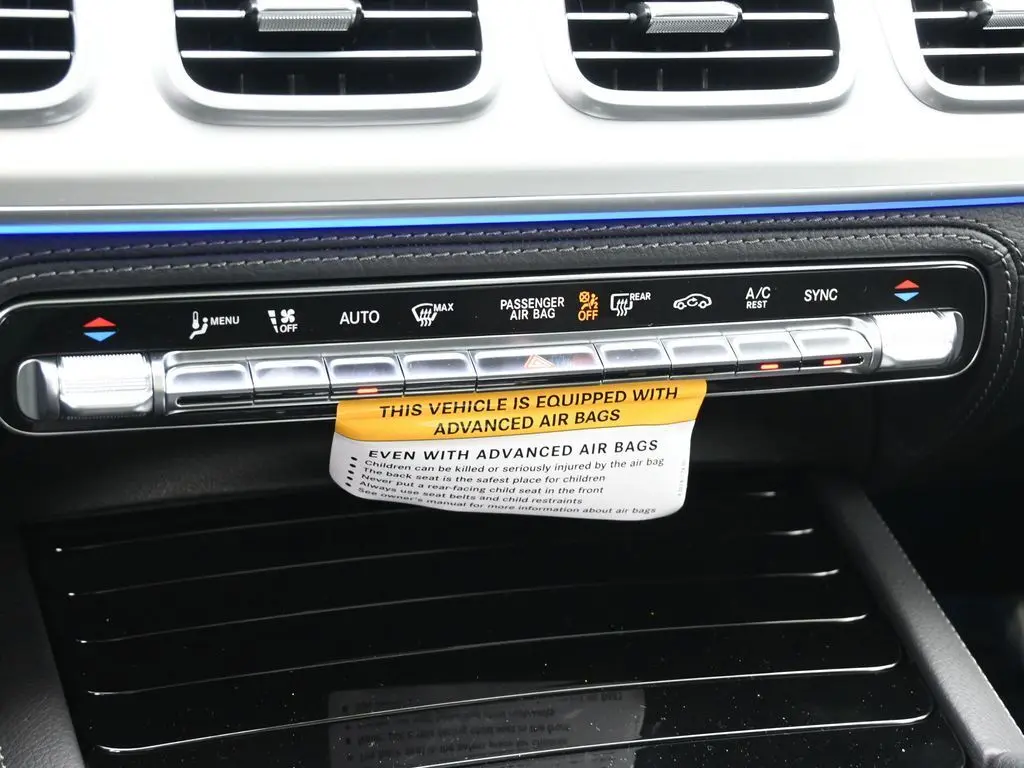 MENU
OFF
AUTO
MAX
PASSENGER
AIR BAG
OFF
REAR
A/C
REST
SYNC
THIS VEHICLE IS EQUIPPED WITH
ADVANCED AIR BAGS
EVEN WITH ADVANCED AIR BAGS
Children can be killed or seriously injured by the air bag
The back seat is the safest place for children
Never put a rear-facing child seat in the front
Always use seat belts and child restraints
See owner's manual for more information about air bags